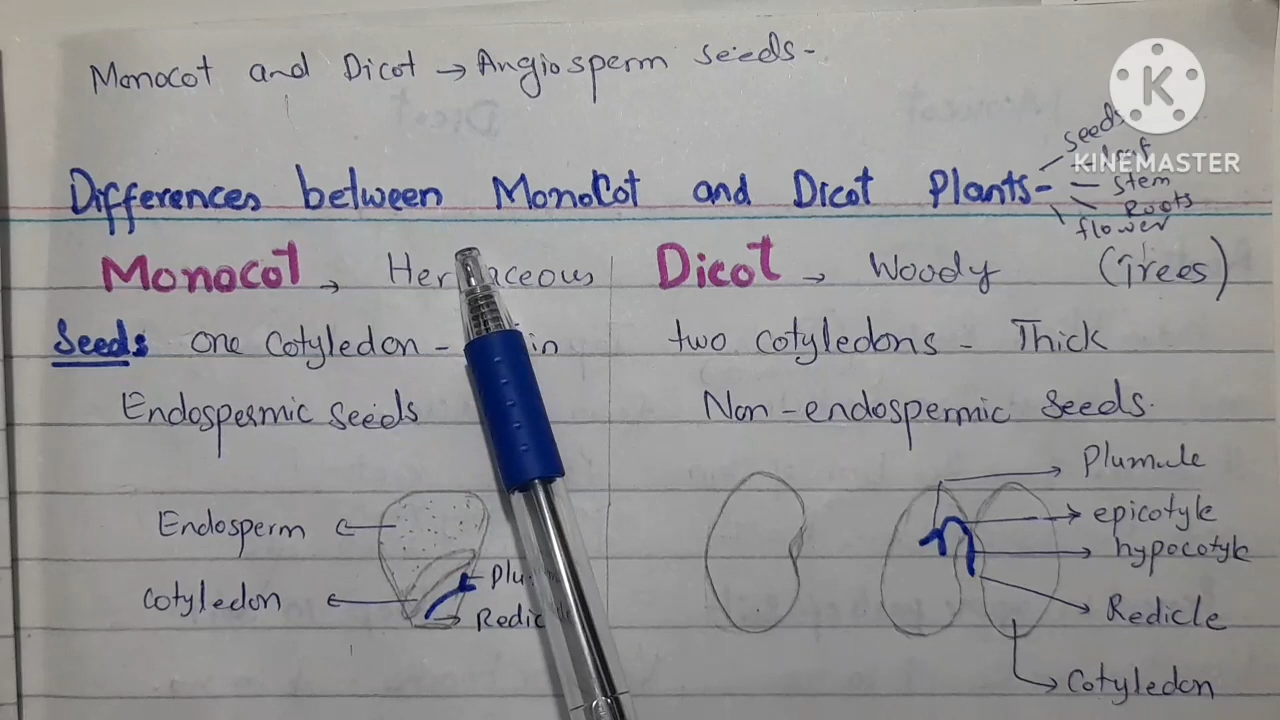 Monocot and Dicot → Angiosperm seeds -
KINEMASTER
Differences between Monocot and Dicot Plants -
seeds
leaf
stem
Roots
flower
Monocot → Her aceous
Dicot → Woody (Trees)
Seeds one Cotyledon - in
two cotyledons - Thick
Endospermic seeds
Non-endospermic seeds.
Endosperm
Cotyledon
Plu
Redic
Plumule
epicotyle
hypocotyle
Redicle
Cotyledon